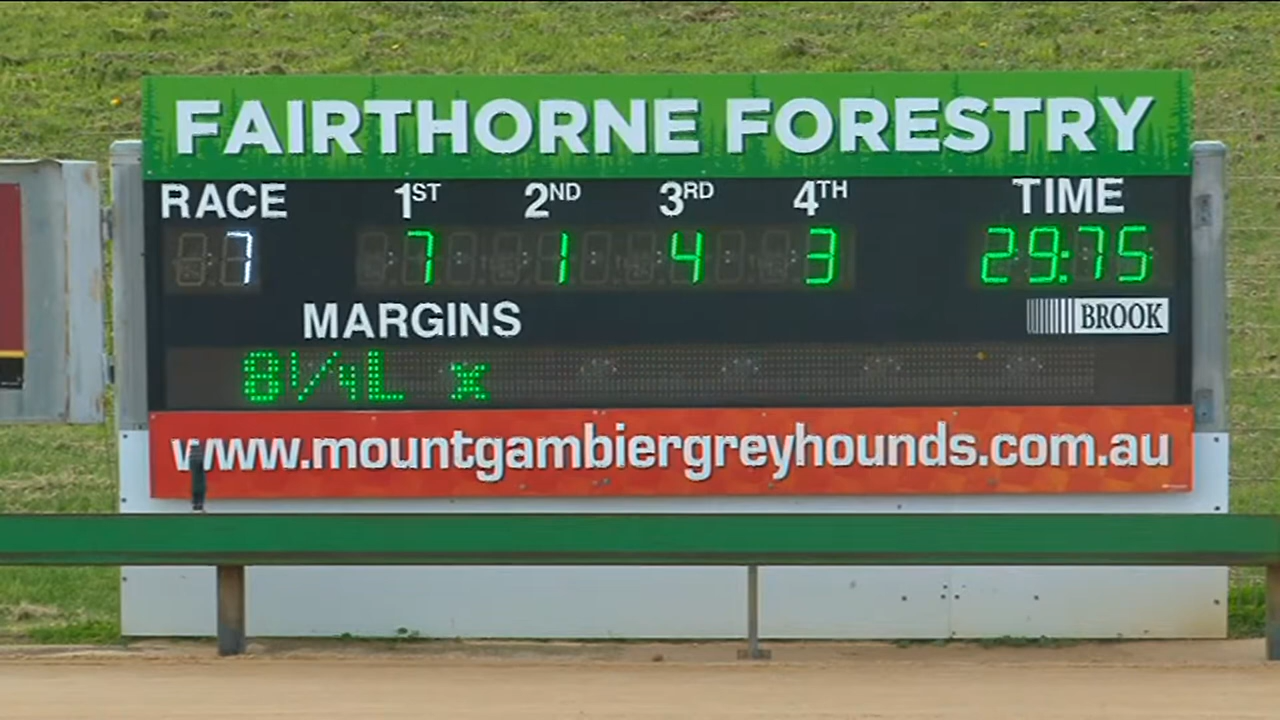 FAIRTHORNE FORESTRY
RACE 1ST 2ND 3RD 4TH TIME
7 7 1 4 3 29:75
MARGINS
BROOK
8¼L x
www.mountgambiergreyhounds.com.au